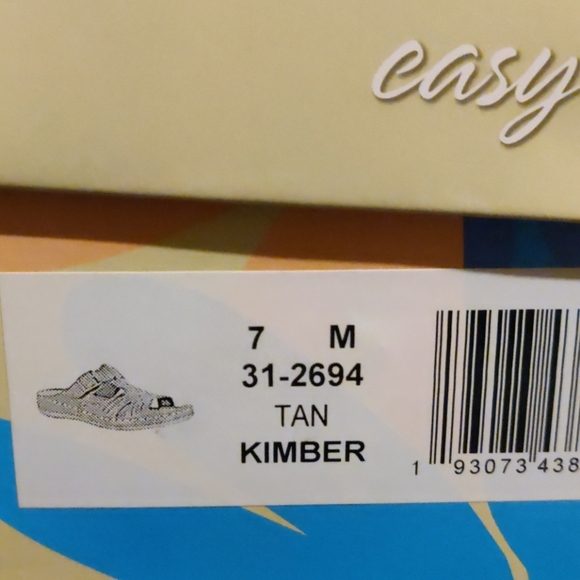 easy
7 M
31-2694
TAN
KIMBER
1 93073 438